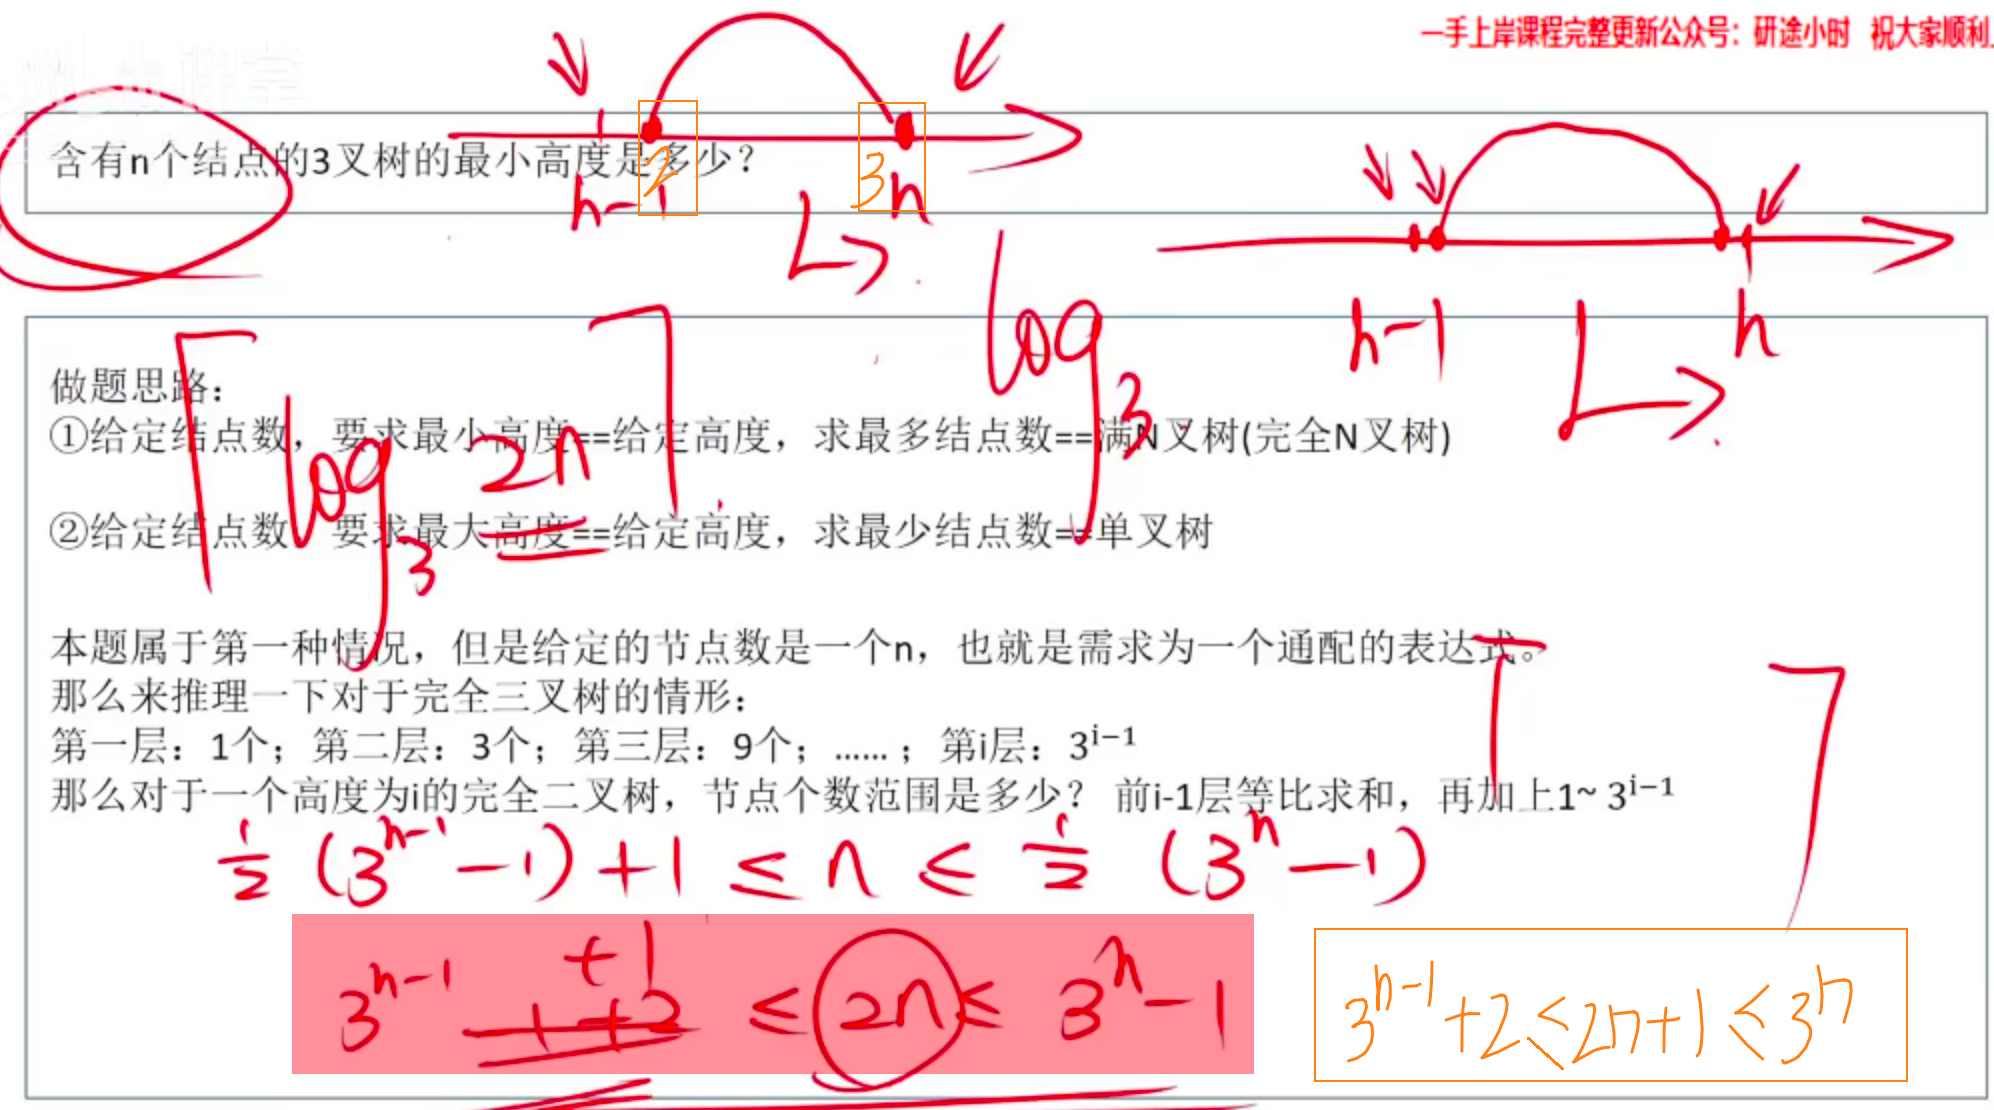 一手上岸课程完整更新公众号：研途小时 祝大家顺利
含有n个结点的3叉树的最小高度是多少？
2
3
h-1
h
h-1
h
log₃
⌈log₃2n⌉
做题思路：
①给定结点数，要求最小高度==给定高度，求最多结点数==满N叉树(完全N叉树)
②给定结点数 要求最大高度==给定高度，求最少结点数==单叉树
本题属于第一种情况，但是给定的节点数是一个n，也就是需求为一个通配的表达式。
那么来推理一下对于完全三叉树的情形：
第一层：1个；第二层：3个；第三层：9个；……；第i层：3^{i−1}
那么对于一个高度为i的完全二叉树，节点个数范围是多少？ 前i-1层等比求和，再加上1~ 3^{i−1}
1/2 (3^{h-1} -1)+1 ≤ n ≤ 1/2 (3^h -1)
+1
3^{h-1} -1+2 ≤ 2n ≤ 3^h -1
3^{h-1}+2≤2n+1≤3^h